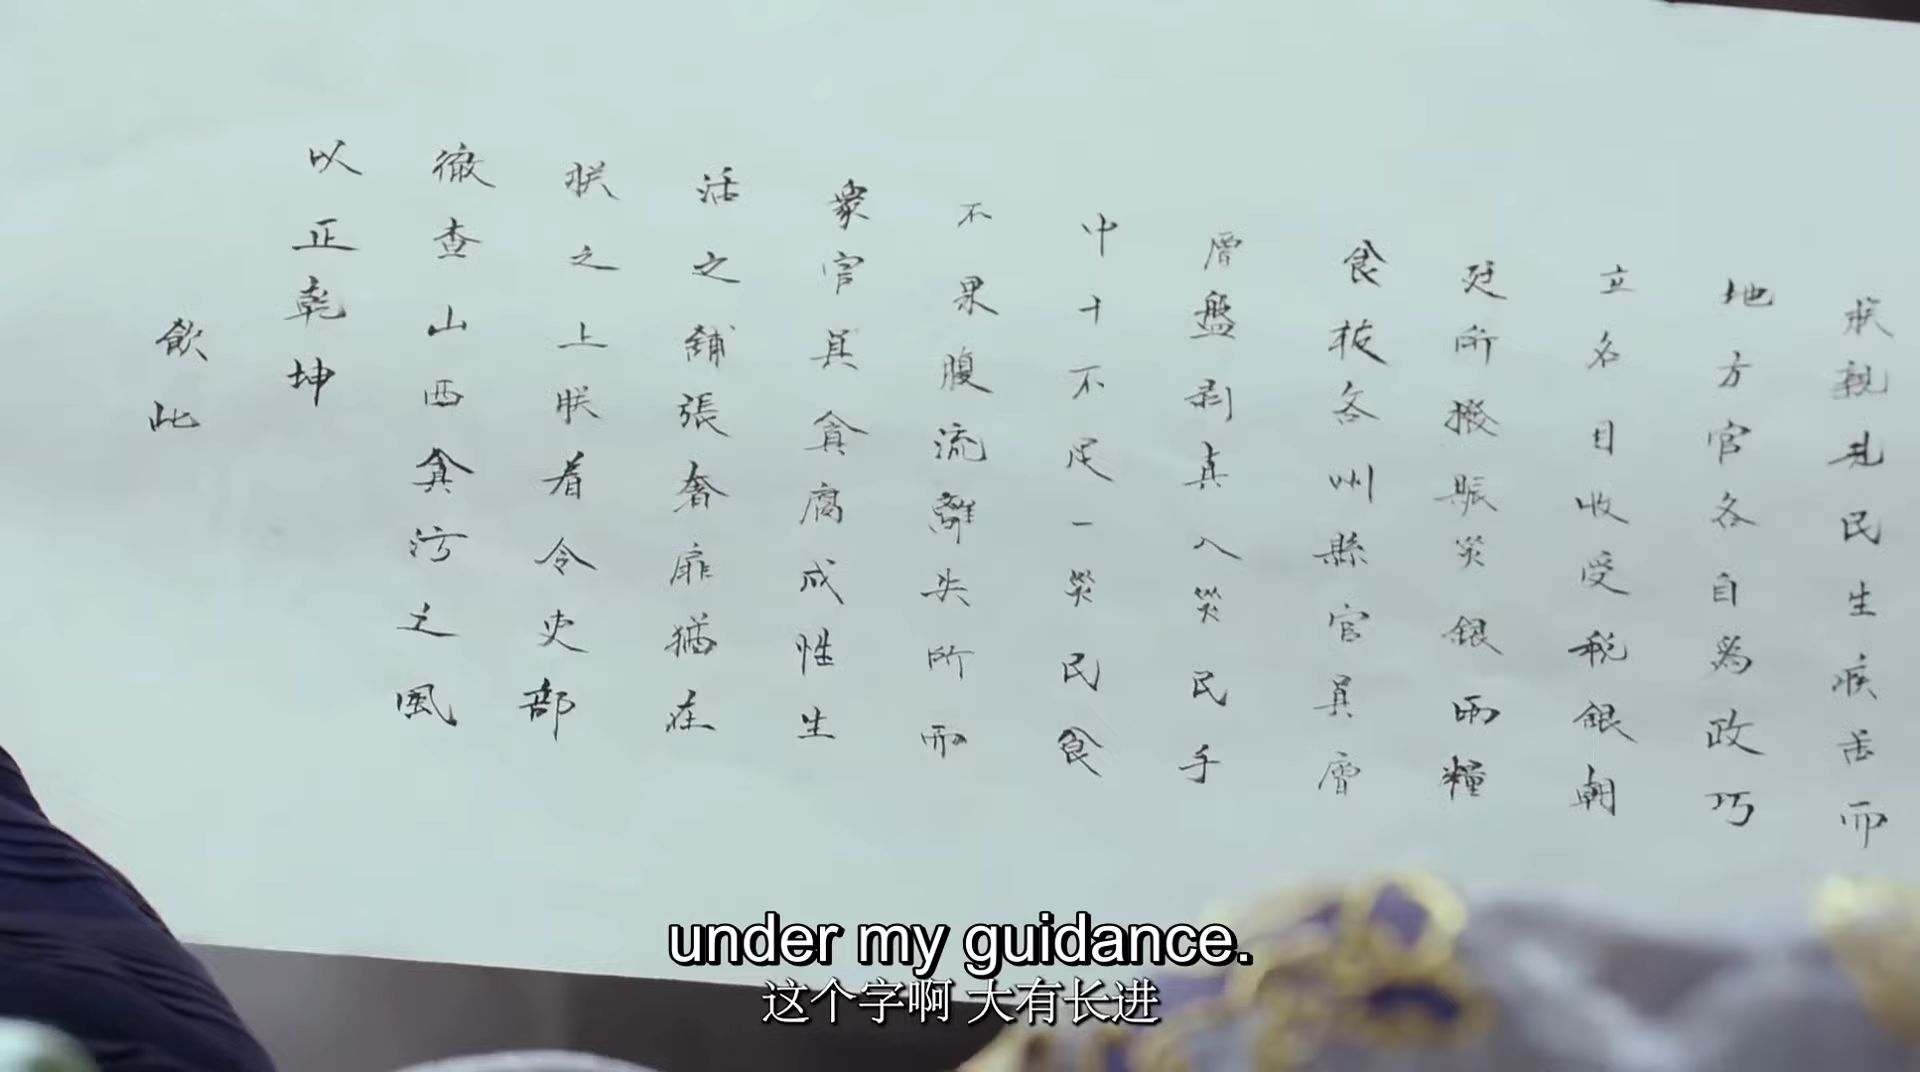 朕親見民生疾苦而
地方官各自為政巧
立名目收受稅銀朝
廷所撥賑災銀両糧
食被各州縣官員層
層盤剥真入災民手
中十不足一災民食
不果腹流離失所而
眾官員貪腐成性生
活之鋪張奢靡猶在
朕之上朕着令吏部
徹查山西貪污之風
以正乾坤
欽此
under my guidance.
这个字啊 大有长进